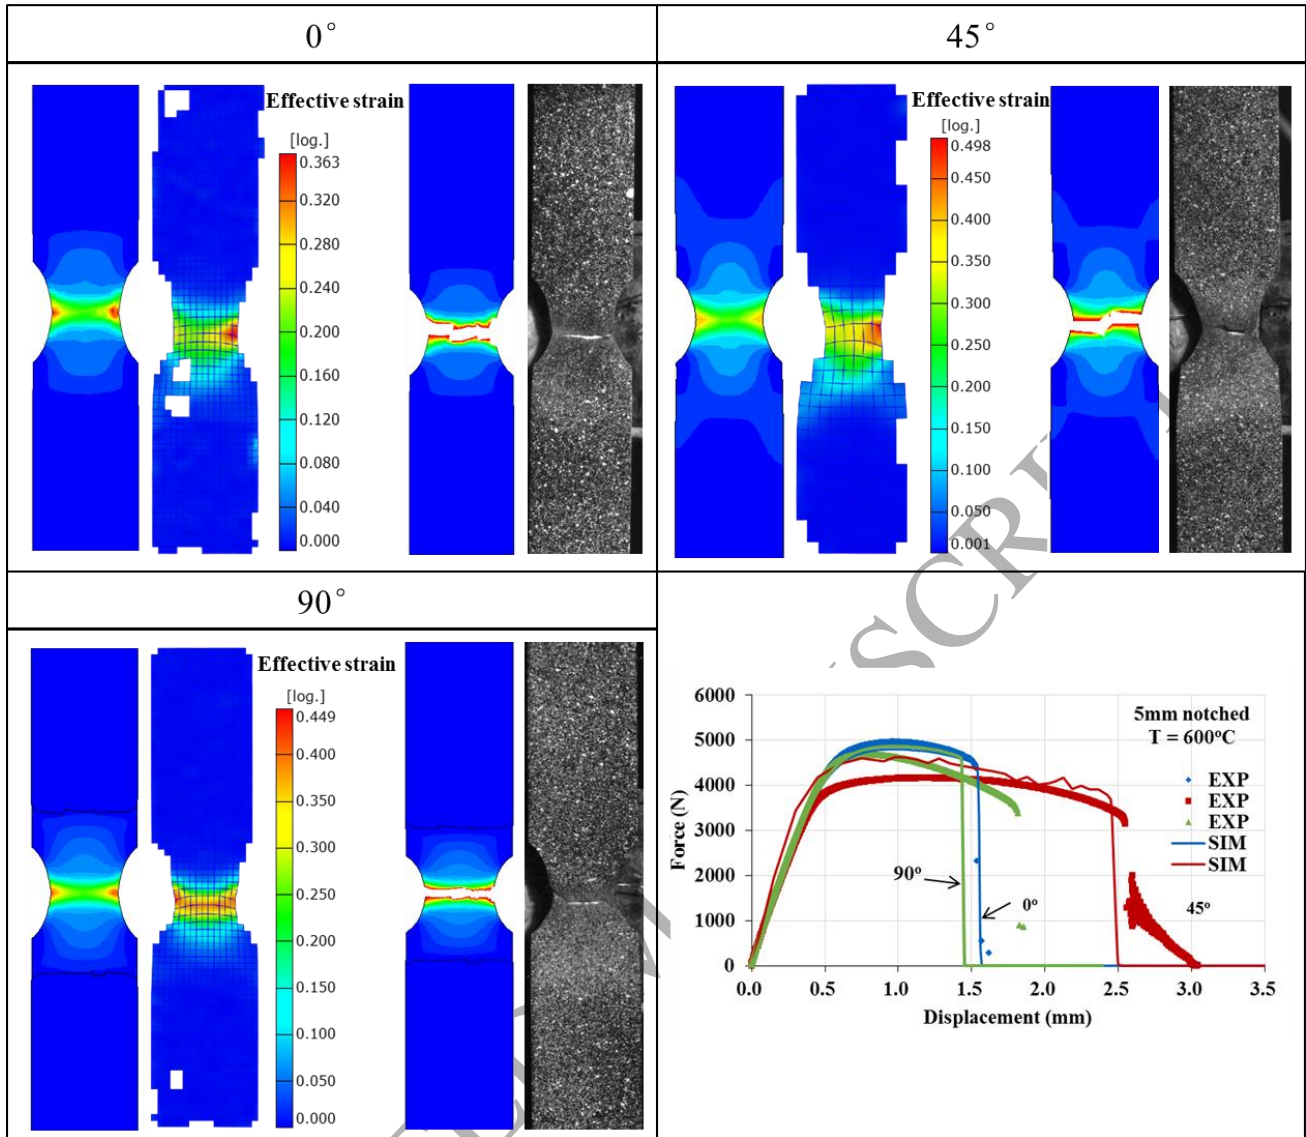 0°
45°
Effective strain
[log.]
0.363
0.320
0.280
0.240
0.200
0.160
0.120
0.080
0.040
0.000
Effective strain
[log.]
0.498
0.450
0.400
0.350
0.300
0.250
0.200
0.150
0.100
0.050
0.001
90°
Effective strain
[log.]
0.449
0.400
0.350
0.300
0.250
0.200
0.150
0.100
0.050
0.000
Force (N)
6000
5000
4000
3000
2000
1000
0
0.0 0.5 1.0 1.5 2.0 2.5 3.0 3.5
Displacement (mm)
5mm notched
T = 600°C
EXP
EXP
EXP
SIM
SIM
90°
0°
45°